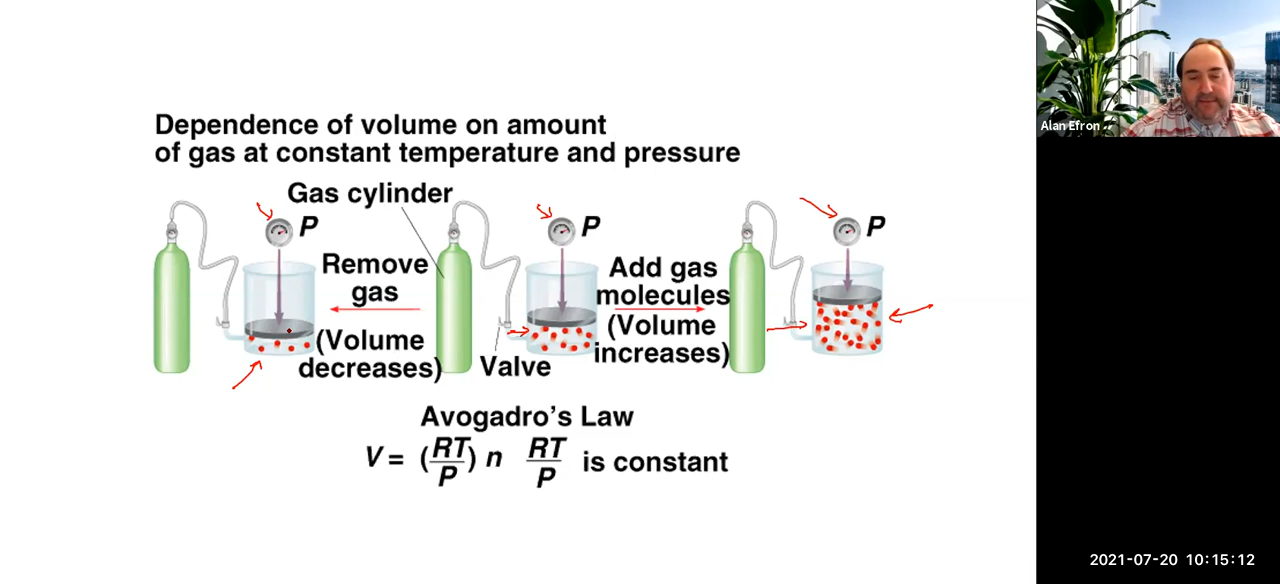 Dependence of volume on amount
of gas at constant temperature and pressure
Gas cylinder
P
P
P
Remove
gas
(Volume
decreases)
Valve
Add gas
molecules
(Volume
increases)
Avogadro's Law
V = (RT/P) n RT/P is constant
Alan Efron
2021-07-20 10:15:12